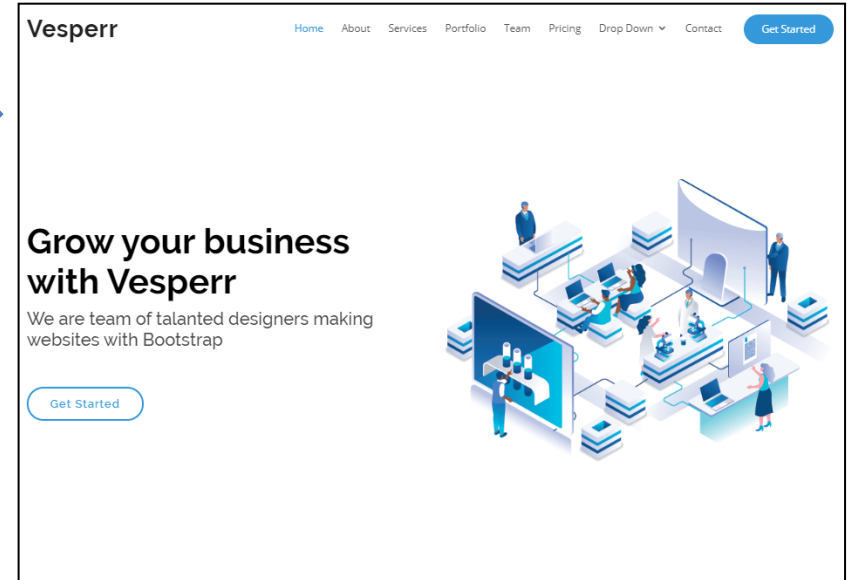 Vesperr
Home About Services Portfolio Team Pricing Drop Down Contact Get Started
Grow your business
with Vesperr
We are team of talanted designers making
websites with Bootstrap
Get Started